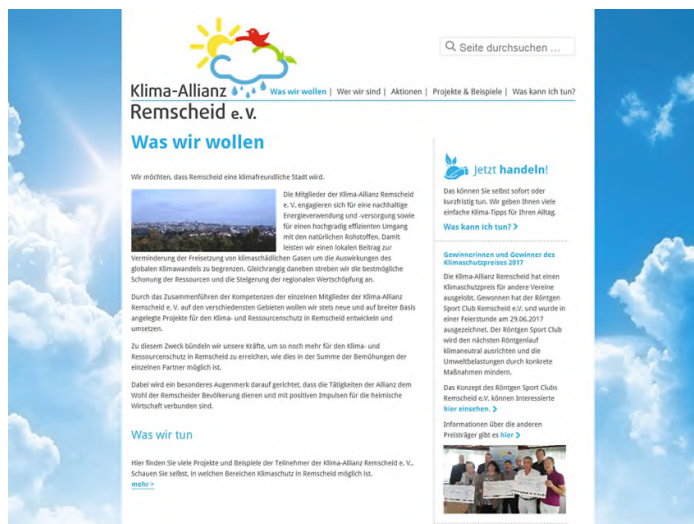 Seite durchsuchen ...
Klima-Allianz
Remscheid e.V.
Was wir wollen | Wer wir sind | Aktionen | Projekte & Beispiele | Was kann ich tun?
Was wir wollen
Wir möchten, dass Remscheid eine klimafreundliche Stadt wird.
Die Mitglieder der Klima-Allianz Remscheid
e. V. engagieren sich für eine nachhaltige
Energieverwendung und -versorgung sowie
für einen hochgradig effizienten Umgang
mit den natürlichen Rohstoffen. Damit
leisten wir einen lokalen Beitrag zur
Verminderung der Freisetzung von klimaschädlichen Gasen um die Auswirkungen des
globalen Klimawandels zu begrenzen. Gleichrangig daneben streben wir die bestmögliche
Schonung der Ressourcen und die Steigerung der regionalen Wertschöpfung an.
Durch das Zusammenführen der Kompetenzen der einzelnen Mitglieder der Klima-Allianz
Remscheid e. V. auf den verschiedensten Gebieten wollen wir stets neue und auf breiter Basis
angelegte Projekte für den Klima- und Ressourcenschutz in Remscheid entwickeln und
umsetzen.
Zu diesem Zweck bündeln wir unsere Kräfte, um so noch mehr für den Klima- und
Ressourcenschutz in Remscheid zu erreichen, wie dies in der Summe der Bemühungen der
einzelnen Partner möglich ist.
Dabei wird ein besonderes Augenmerk darauf gerichtet, dass die Tätigkeiten der Allianz dem
Wohl der Remscheider Bevölkerung dienen und mit positiven Impulsen für die heimische
Wirtschaft verbunden sind.
Was wir tun
Hier finden Sie viele Projekte und Beispiele der Teilnehmer der Klima-Allianz Remscheid e. V..
Schauen Sie selbst, in welchen Bereichen Klimaschutz in Remscheid möglich ist.
mehr >
Jetzt handeln!
Das können Sie selbst sofort oder
kurzfristig tun. Wir geben Ihnen viele
einfache Klima-Tipps für Ihren Alltag.
Was kann ich tun?
Gewinnerinnen und Gewinner des
Klimaschutzpreises 2017
Die Klima-Allianz Remscheid hat einen
Klimaschutzpreis für andere Vereine
ausgelobt. Gewonnen hat der Röntgen
Sport Club Remscheid e.V. und wurde in
einer Feierstunde am 29.06.2017
ausgezeichnet. Der Röntgen Sport Club
wird den nächsten Röntgenlauf
klimaneutral ausrichten und die
Umweltbelastungen durch konkrete
Maßnahmen mindern.
Das Konzept des Röntgen Sport Clubs
Remscheid e.V. können Interessierte
hier einsehen.
Informationen über die anderen
Preisträger gibt es hier